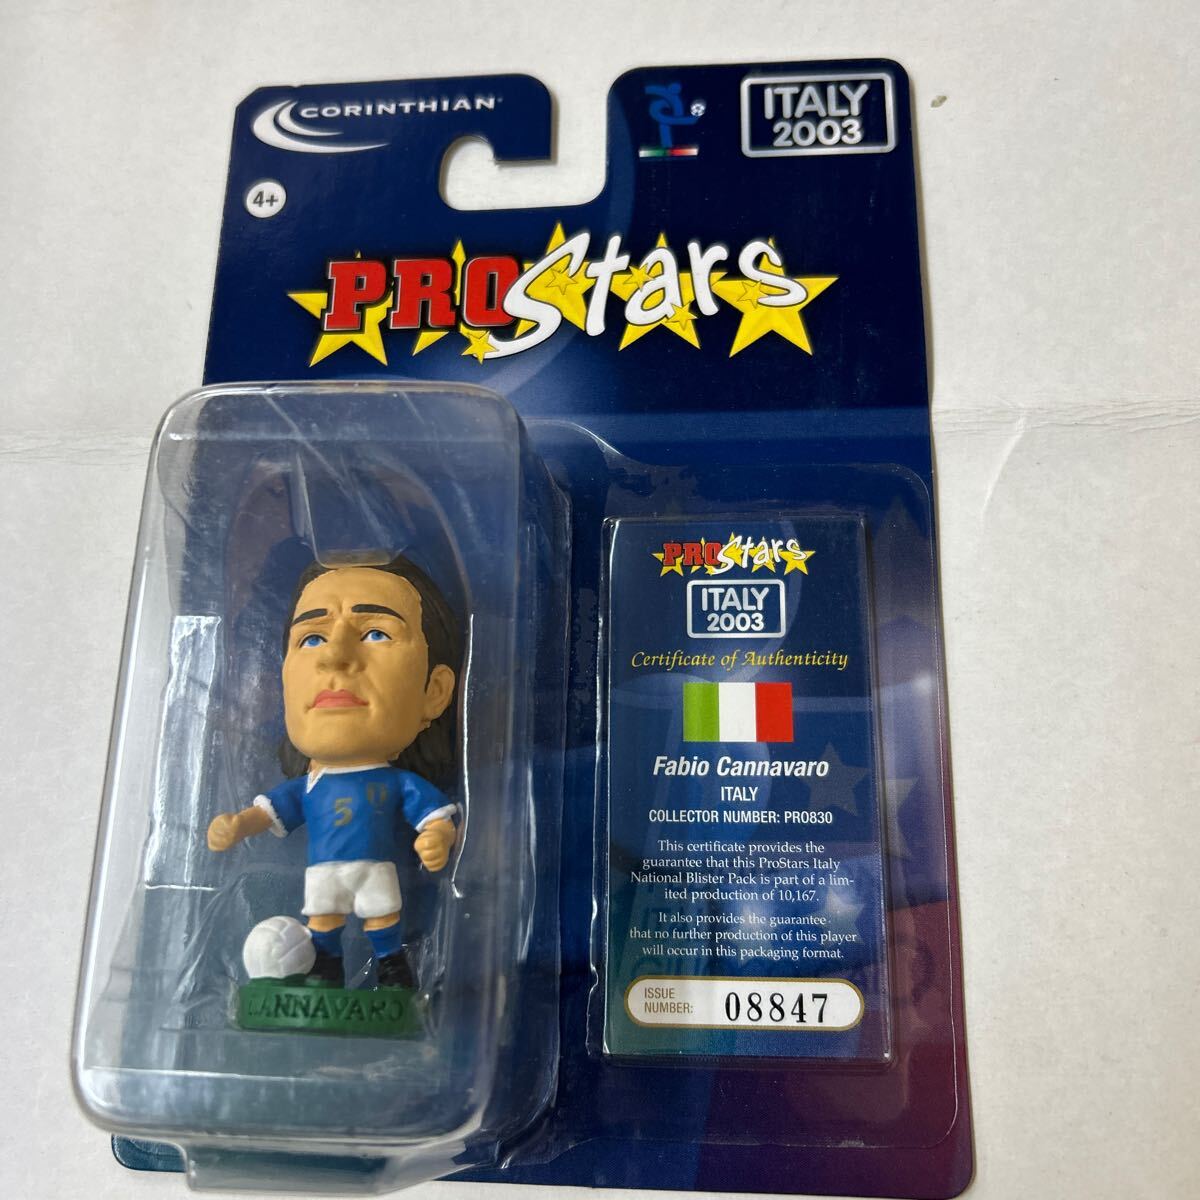 CORINTHIAN
ITALY
2003
4+
PROStars
5
CANNAVARO
PROStars
ITALY
2003
Certificate of Authenticity
Fabio Cannavaro
ITALY
COLLECTOR NUMBER: PRO830
This certificate provides the
guarantee that this ProStars Italy
National Blister Pack is part of a lim-
ited production of 10,167.
It also provides the guarantee
that no further production of this player
will occur in this packaging format.
ISSUE
NUMBER: 08847